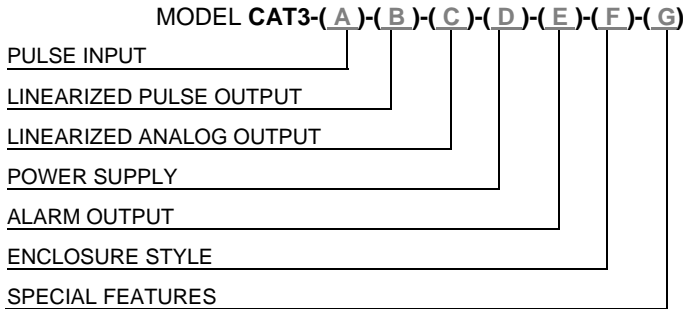 MODEL CAT3-( A )-( B )-( C )-( D )-( E )-( F )-( G)
PULSE INPUT
LINEARIZED PULSE OUTPUT
LINEARIZED ANALOG OUTPUT
POWER SUPPLY
ALARM OUTPUT
ENCLOSURE STYLE
SPECIAL FEATURES